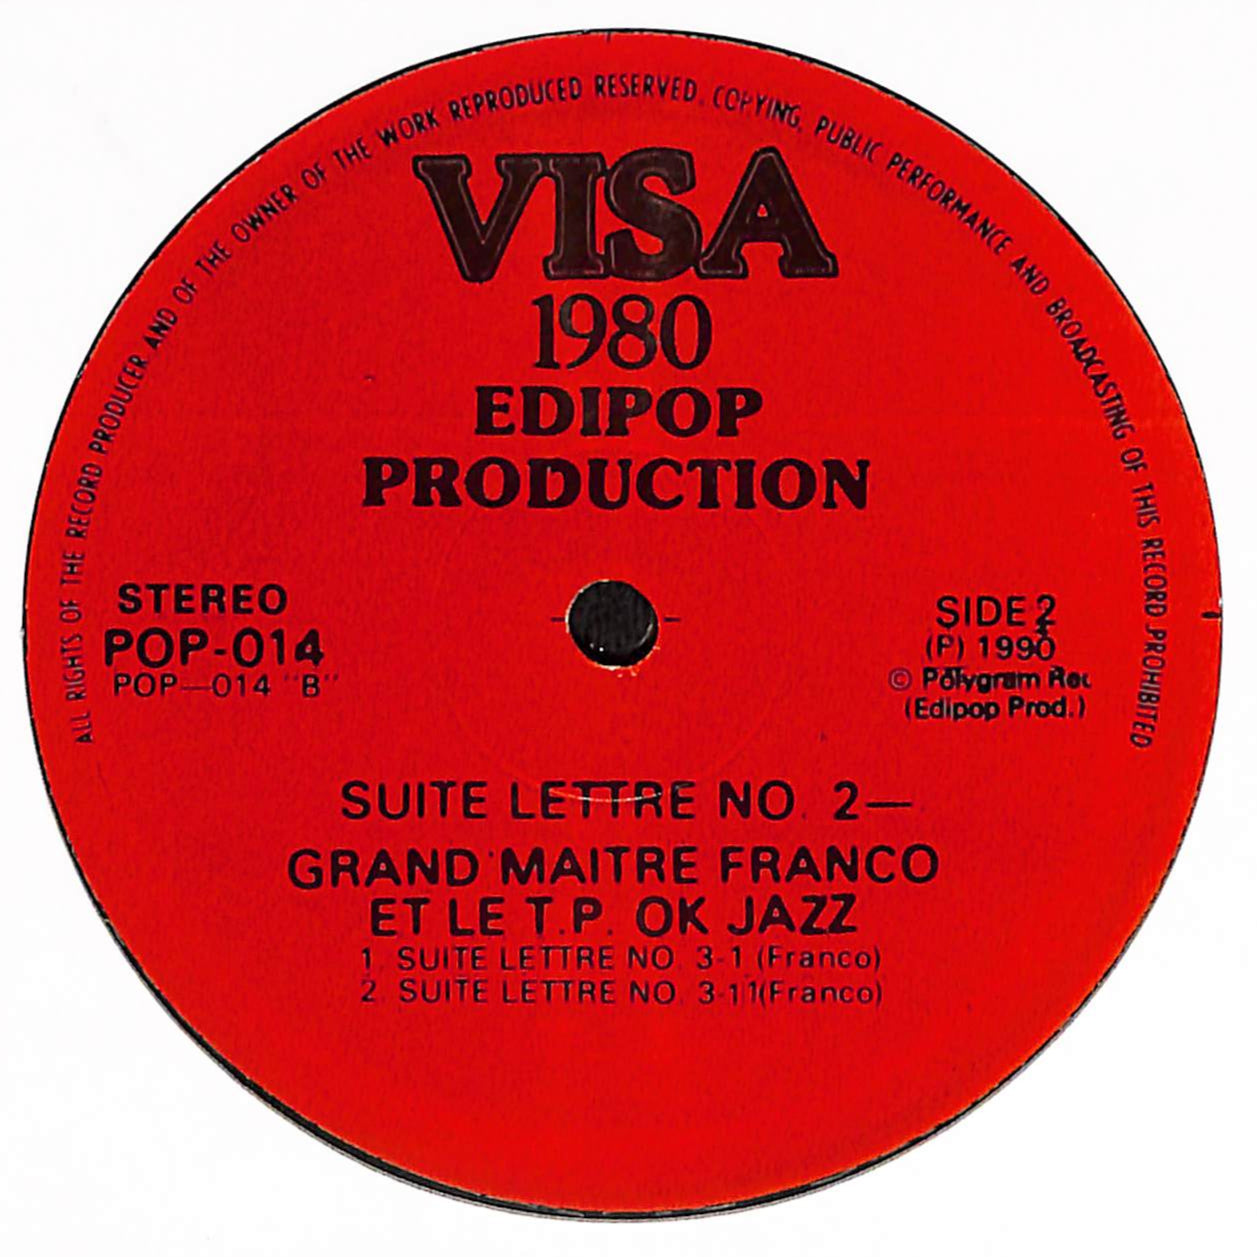 ALL RIGHTS OF THE RECORD PRODUCER AND OF THE OWNER OF THE WORK REPRODUCED RESERVED. COPYING, PUBLIC PERFORMANCE AND BROADCASTING OF THIS RECORD PROHIBITED
VISA
1980
EDIPOP
PRODUCTION
STEREO
POP-014
POP—014 "B"
SIDE 2
(P) 1990
© Polygram Rec
(Edipop Prod.)
SUITE LETTRE NO. 2—
GRAND MAITRE FRANCO
ET LE T.P. OK JAZZ
1. SUITE LETTRE NO. 3-1 (Franco)
2. SUITE LETTRE NO. 3-11(Franco)